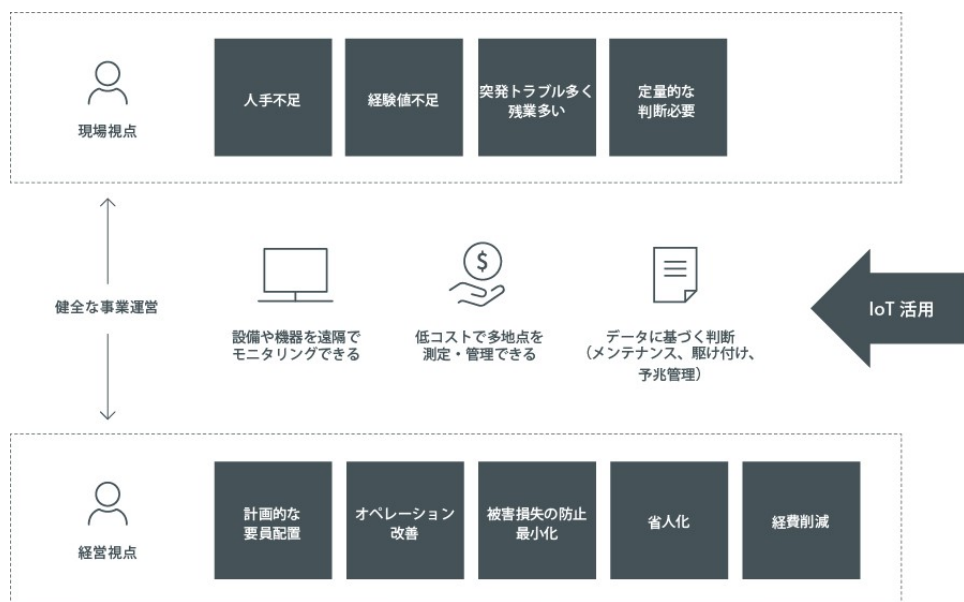 現場視点
人手不足
経験値不足
突発トラブル多く
残業多い
定量的な
判断必要
健全な事業運営
$
設備や機器を遠隔で
モニタリングできる
低コストで多地点を
測定・管理できる
データに基づく判断
（メンテナンス、駆け付け、
予兆管理）
IoT 活用
経営視点
計画的な
要員配置
オペレーション
改善
被害損失の防止
最小化
省人化
経費削減